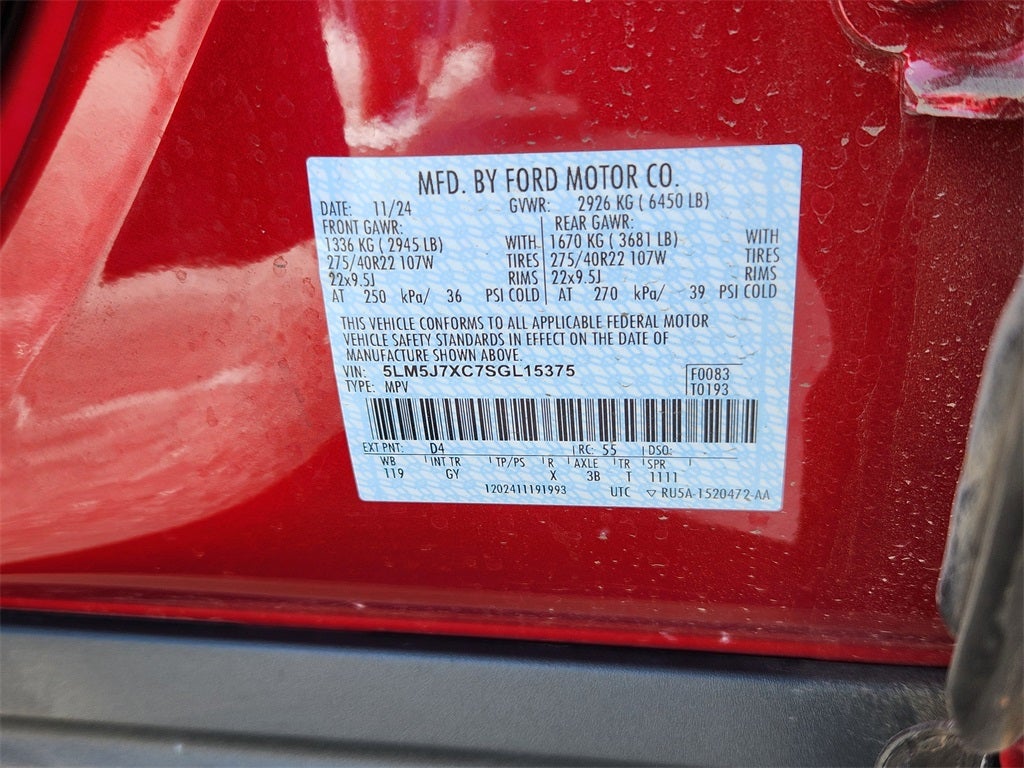 MFD. BY FORD MOTOR CO.
DATE: 11/24 GVWR: 2926 KG ( 6450 LB)
FRONT GAWR: REAR GAWR:
1336 KG ( 2945 LB) WITH 1670 KG ( 3681 LB) WITH
275/40R22 107W TIRES 275/40R22 107W TIRES
22x9.5J RIMS 22x9.5J RIMS
AT 250 kPa/ 36 PSI COLD AT 270 kPa/ 39 PSI COLD
THIS VEHICLE CONFORMS TO ALL APPLICABLE FEDERAL MOTOR
VEHICLE SAFETY STANDARDS IN EFFECT ON THE DATE OF
MANUFACTURE SHOWN ABOVE.
VIN: 5LM5J7XC7SGL15375 F0083
TYPE: MPV T0193
EXT PNT: D4 RC: 55 DSO:
WB INT TR TP/PS R AXLE TR SPR
119 GY X 3B T 1111
1202411191993 UTC ▽ RU5A-1520472-AA